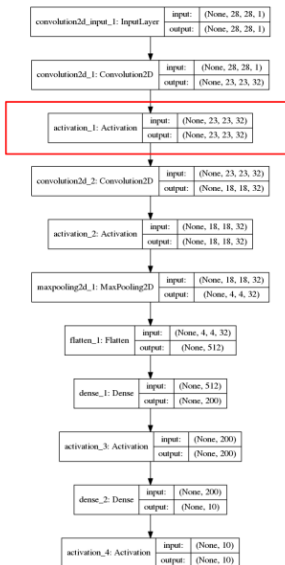 convolution2d_input_1: InputLayer input: (None, 28, 28, 1)
output: (None, 28, 28, 1)
convolution2d_1: Convolution2D input: (None, 28, 28, 1)
output: (None, 23, 23, 32)
activation_1: Activation input: (None, 23, 23, 32)
output: (None, 23, 23, 32)
convolution2d_2: Convolution2D input: (None, 23, 23, 32)
output: (None, 18, 18, 32)
activation_2: Activation input: (None, 18, 18, 32)
output: (None, 18, 18, 32)
maxpooling2d_1: MaxPooling2D input: (None, 18, 18, 32)
output: (None, 4, 4, 32)
flatten_1: Flatten input: (None, 4, 4, 32)
output: (None, 512)
dense_1: Dense input: (None, 512)
output: (None, 200)
activation_3: Activation input: (None, 200)
output: (None, 200)
dense_2: Dense input: (None, 200)
output: (None, 10)
activation_4: Activation input: (None, 10)
output: (None, 10)